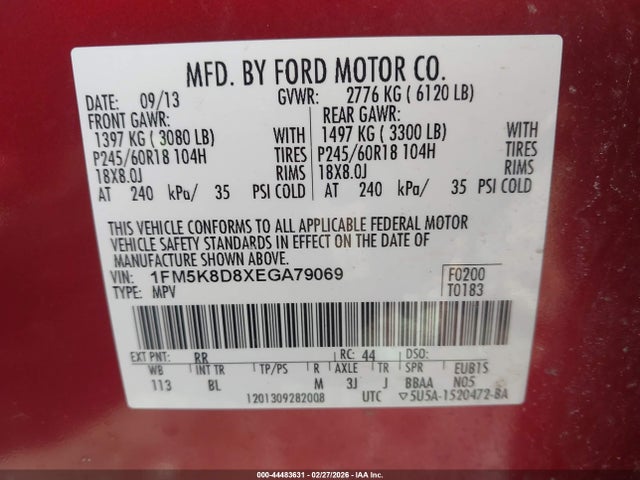 MFD. BY FORD MOTOR CO.
DATE: 09/13 GVWR: 2776 KG ( 6120 LB)
FRONT GAWR: REAR GAWR:
1397 KG ( 3080 LB) WITH 1497 KG ( 3300 LB) WITH
P245/60R18 104H TIRES P245/60R18 104H TIRES
18X8.0J RIMS 18X8.0J RIMS
AT 240 kPa/ 35 PSI COLD AT 240 kPa/ 35 PSI COLD
THIS VEHICLE CONFORMS TO ALL APPLICABLE FEDERAL MOTOR
VEHICLE SAFETY STANDARDS IN EFFECT ON THE DATE OF
MANUFACTURE SHOWN ABOVE.
VIN: 1FM5K8D8XEGA79069 F0200
TYPE: MPV T0183
EXT PNT: RR RC: 44 DSO:
WB INT TR TP/PS R AXLE TR SPR EUB1S
113 BL M 3J J BBAA N05
1201309282008 UTC ▽5U5A-1520472-BA
000-44483631 - 02/27/2026 - IAA, Inc.